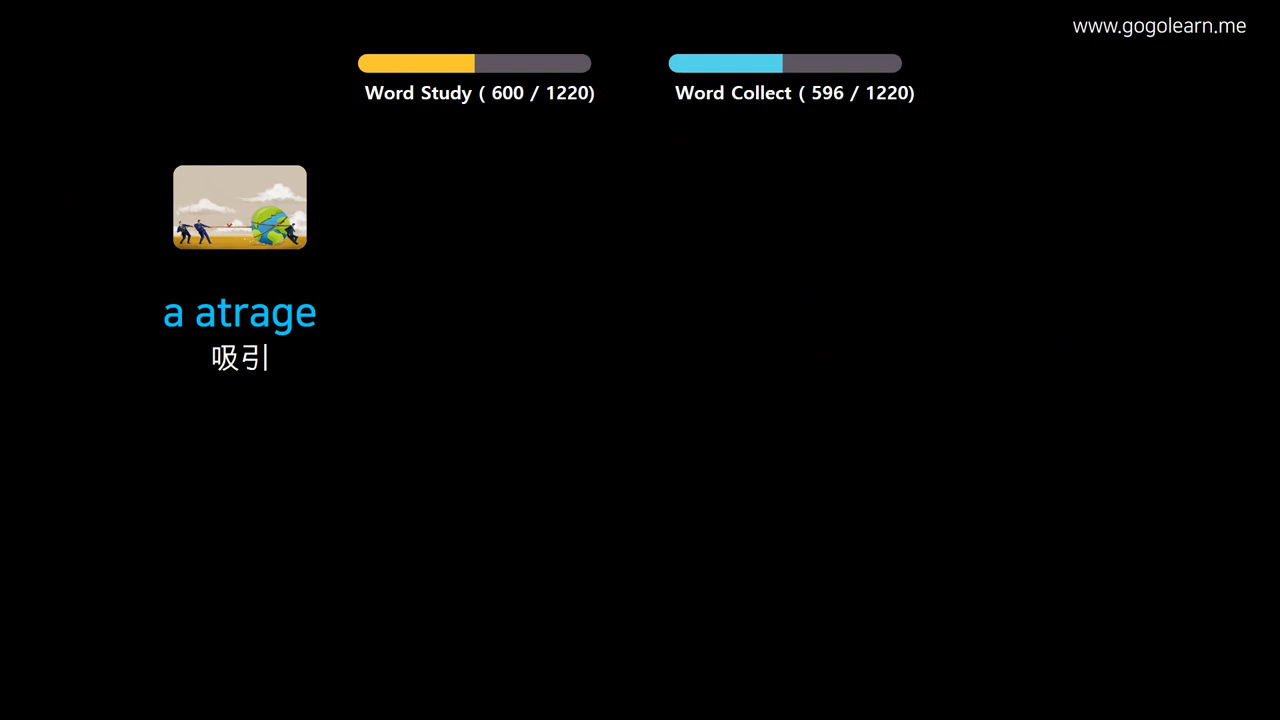 www.gogolearn.me
Word Study ( 600 / 1220)
Word Collect ( 596 / 1220)
a atrage
吸引